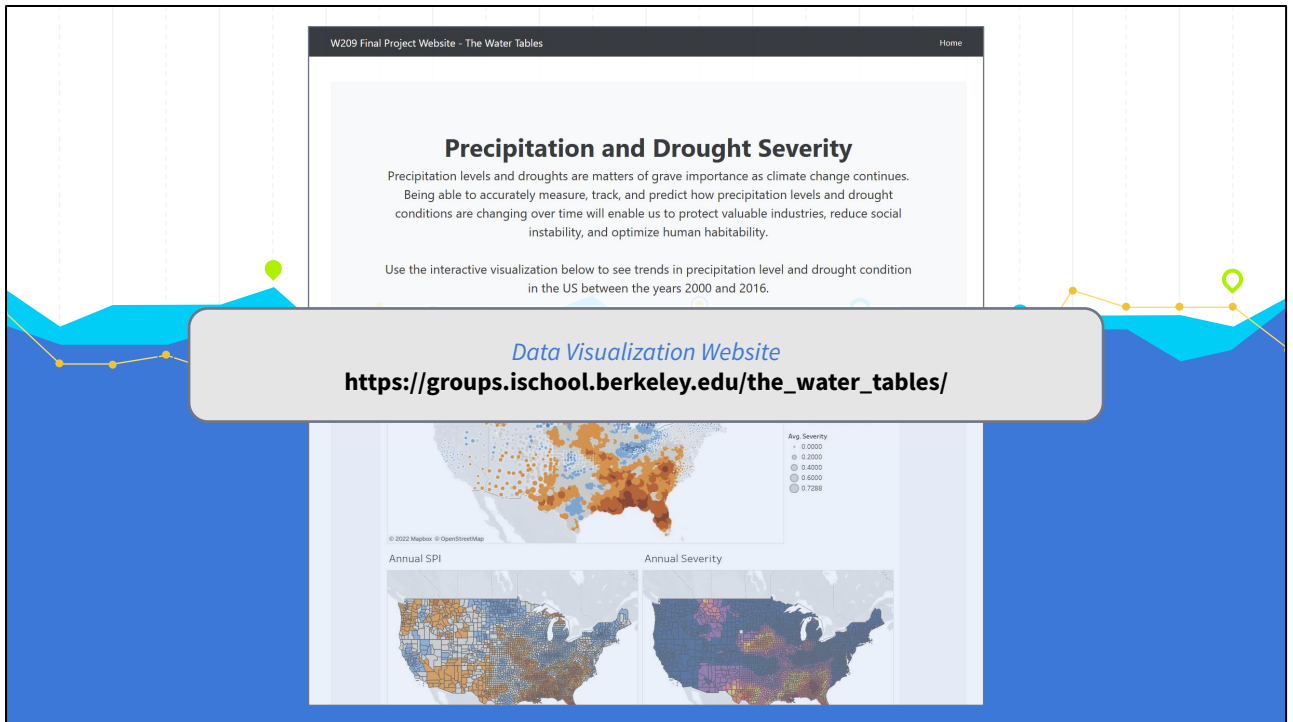 W209 Final Project Website - The Water Tables
Home
Precipitation and Drought Severity
Precipitation levels and droughts are matters of grave importance as climate change continues.
Being able to accurately measure, track, and predict how precipitation levels and drought
conditions are changing over time will enable us to protect valuable industries, reduce social
instability, and optimize human habitability.
Use the interactive visualization below to see trends in precipitation level and drought condition
in the US between the years 2000 and 2016.
Data Visualization Website
https://groups.ischool.berkeley.edu/the_water_tables/
Avg. Severity
0.0000
0.2000
0.4000
0.6000
0.7288
© 2022 Mapbox © OpenStreetMap
Annual SPI
Annual Severity